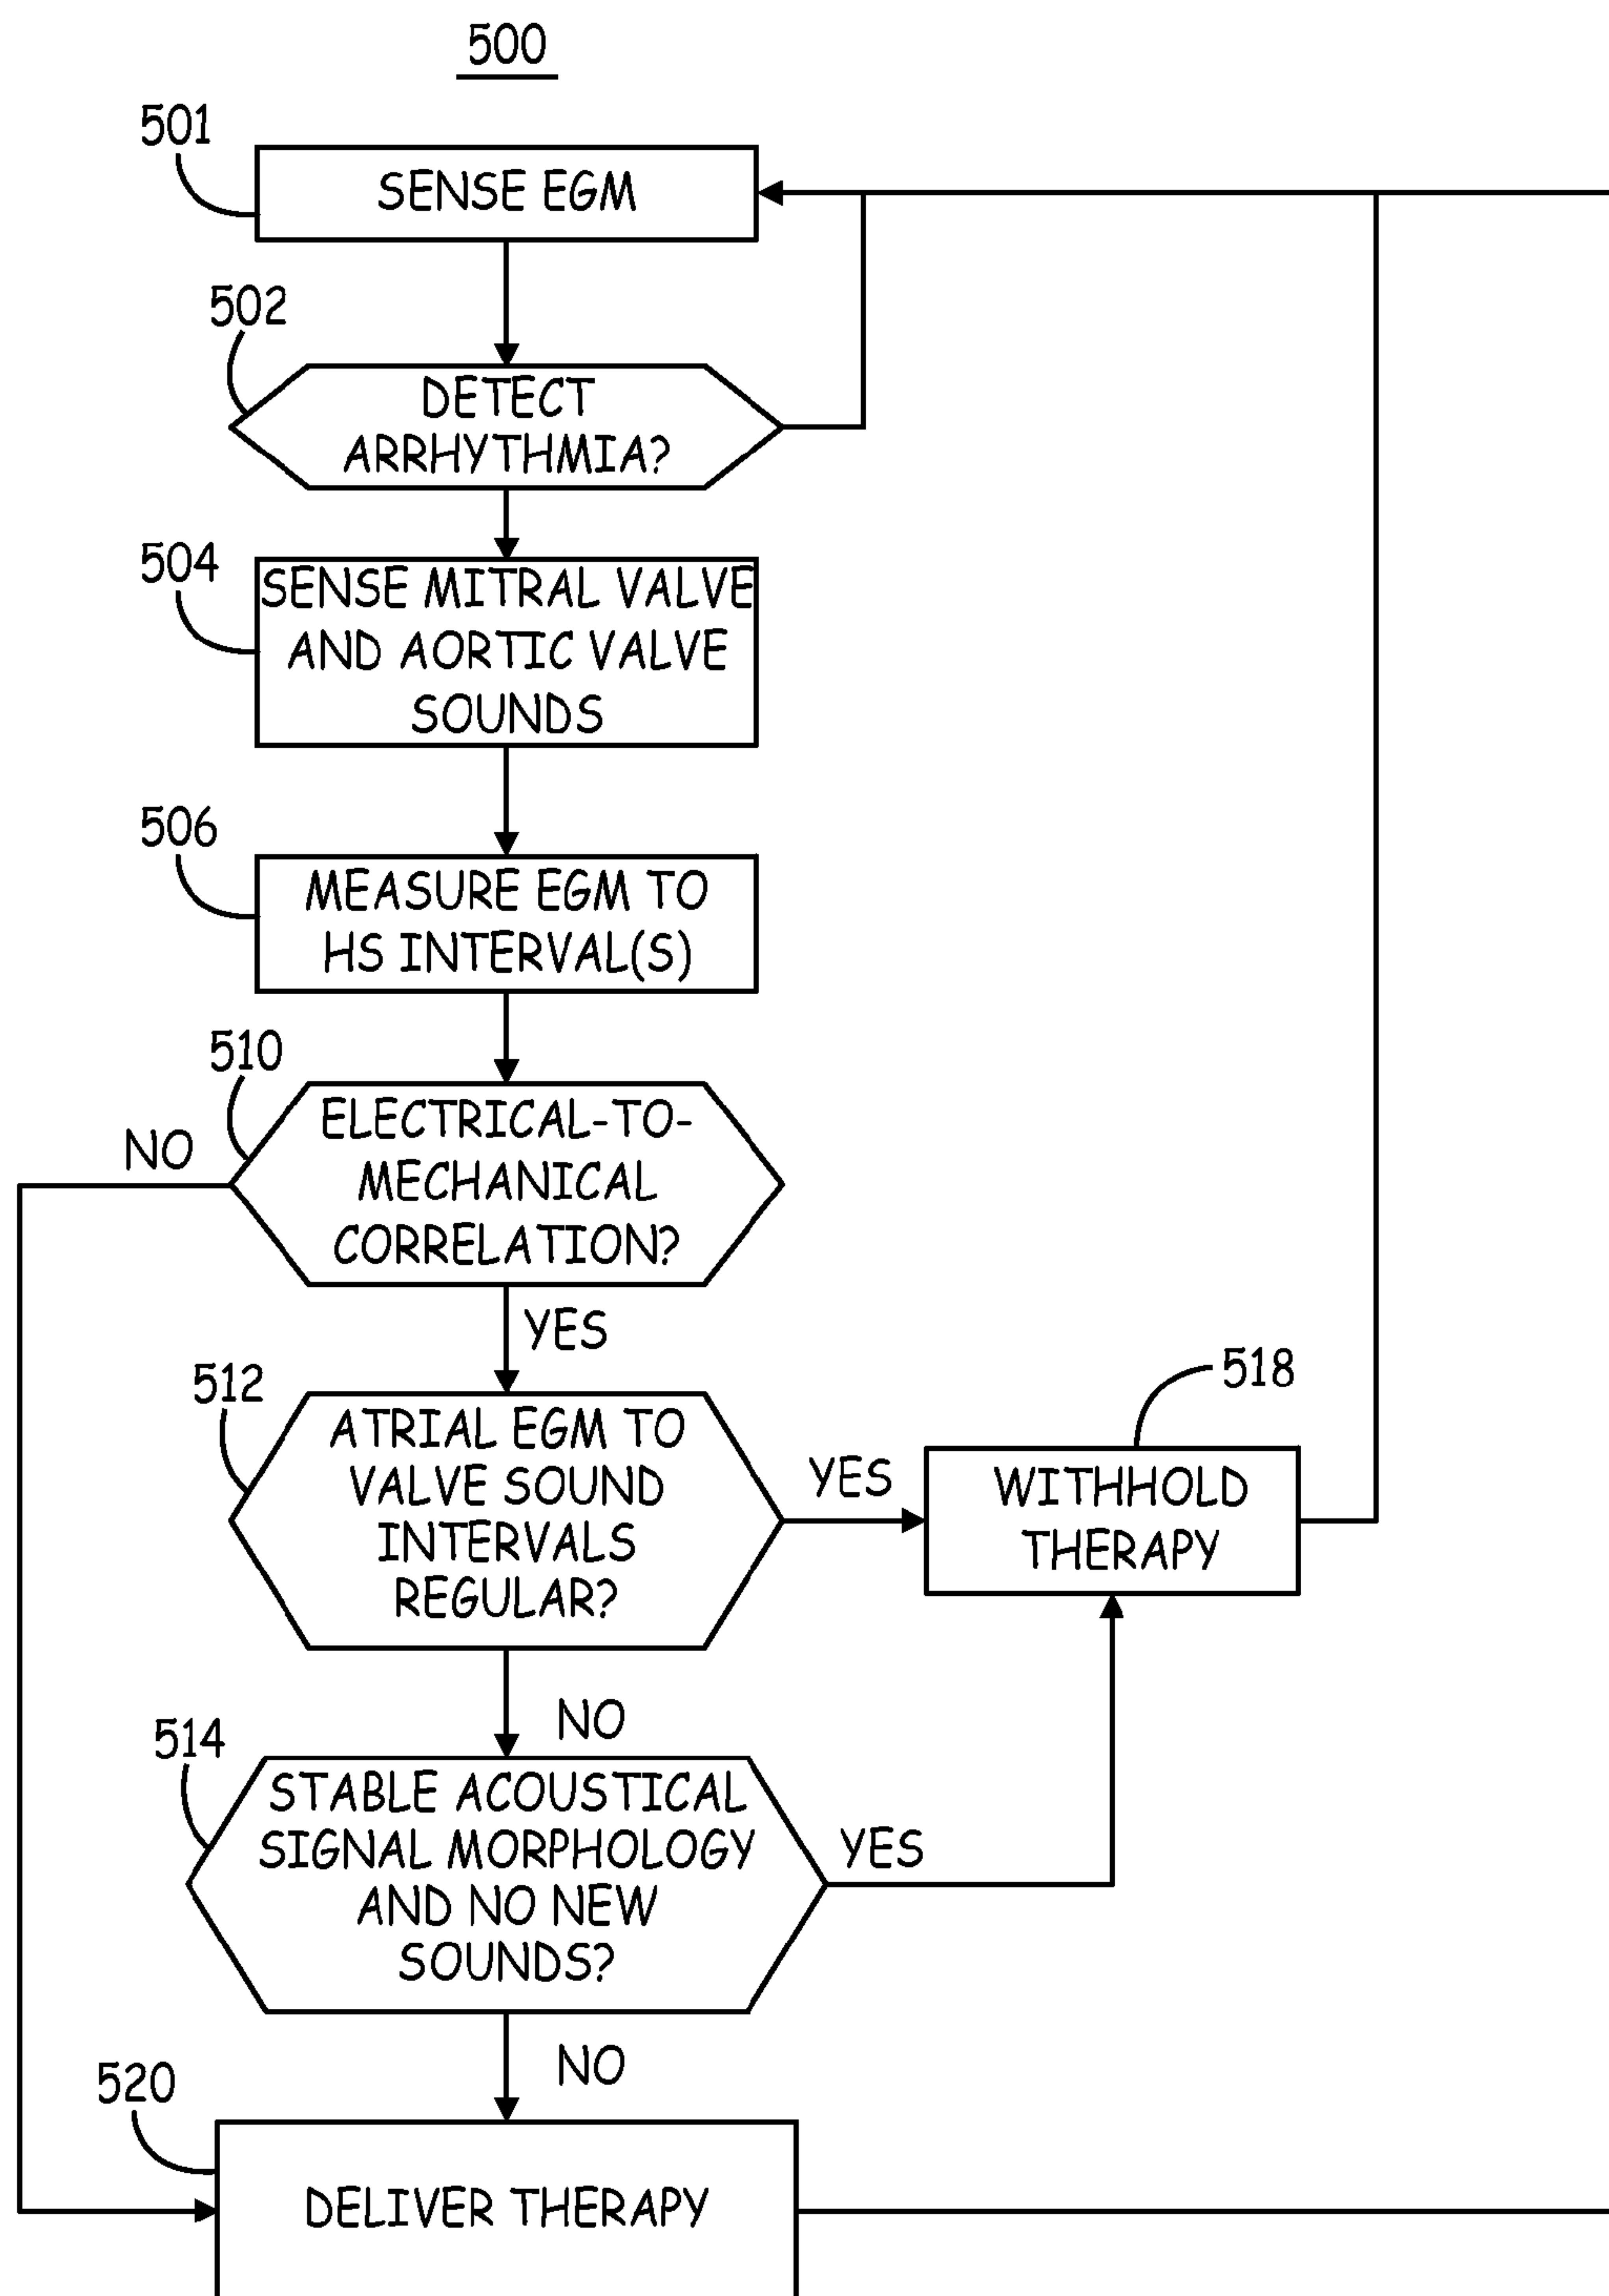 500
501
SENSE EGM
502
DETECT
ARRHYTHMIA?
504
SENSE MITRAL VALVE
AND AORTIC VALVE
SOUNDS
506
MEASURE EGM TO
HS INTERVAL(S)
510
NO
ELECTRICAL-TO-
MECHANICAL
CORRELATION?
YES
512
ATRIAL EGM TO
VALVE SOUND
INTERVALS
REGULAR?
YES
518
WITHHOLD
THERAPY
NO
514
STABLE ACOUSTICAL
SIGNAL MORPHOLOGY
AND NO NEW
SOUNDS?
YES
NO
520
DELIVER THERAPY